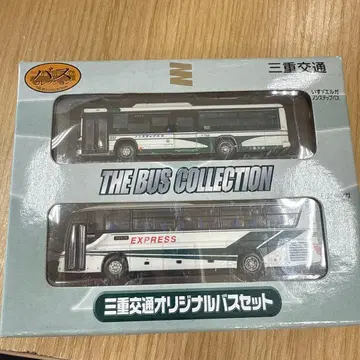 バス
三重交通
いすゞエルガ
ノンステップバス
THE BUS COLLECTION
EXPRESS
三重交通オリジナルバスセット